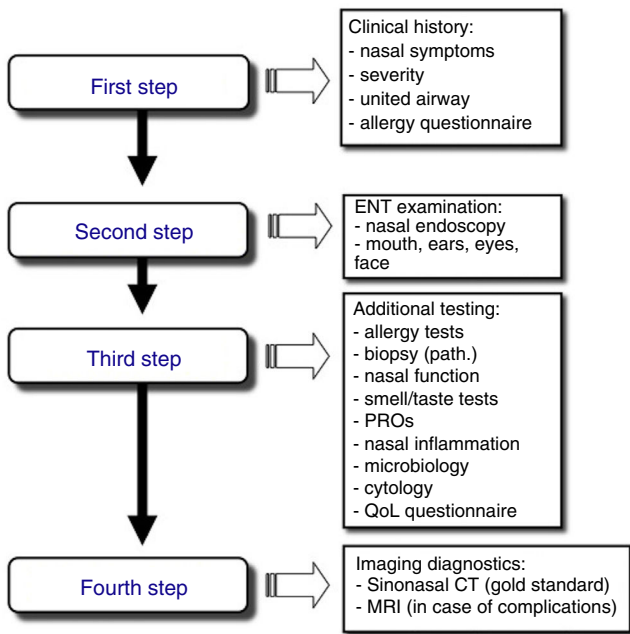 First step
Clinical history:
- nasal symptoms
- severity
- united airway
- allergy questionnaire
Second step
ENT examination:
- nasal endoscopy
- mouth, ears, eyes,
face
Third step
Additional testing:
- allergy tests
- biopsy (path.)
- nasal function
- smell/taste tests
- PROs
- nasal inflammation
- microbiology
- cytology
- QoL questionnaire
Fourth step
Imaging diagnostics:
- Sinonasal CT (gold standard)
- MRI (in case of complications)